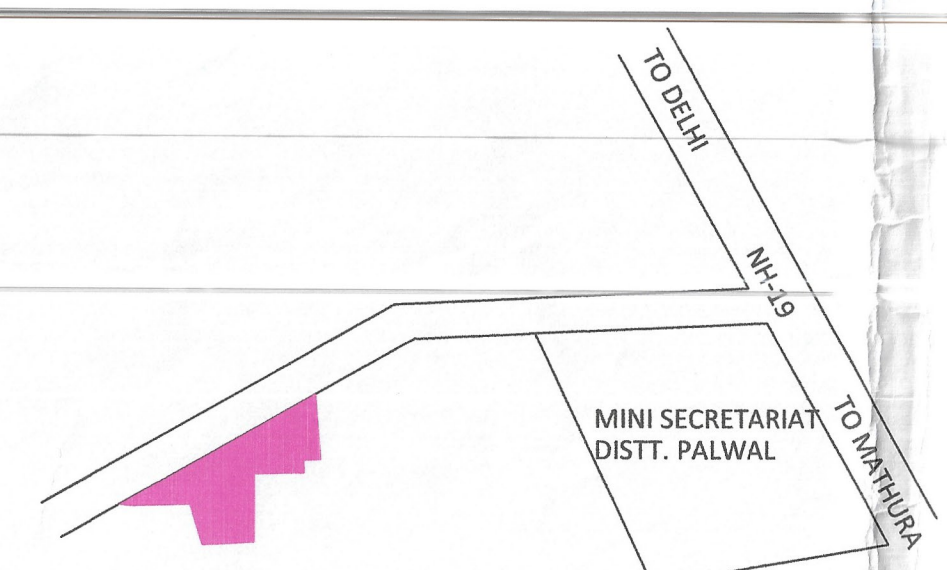 TO DELHI
NH-19
MINI SECRETARIAT
DISTT. PALWAL
TO MATHURA